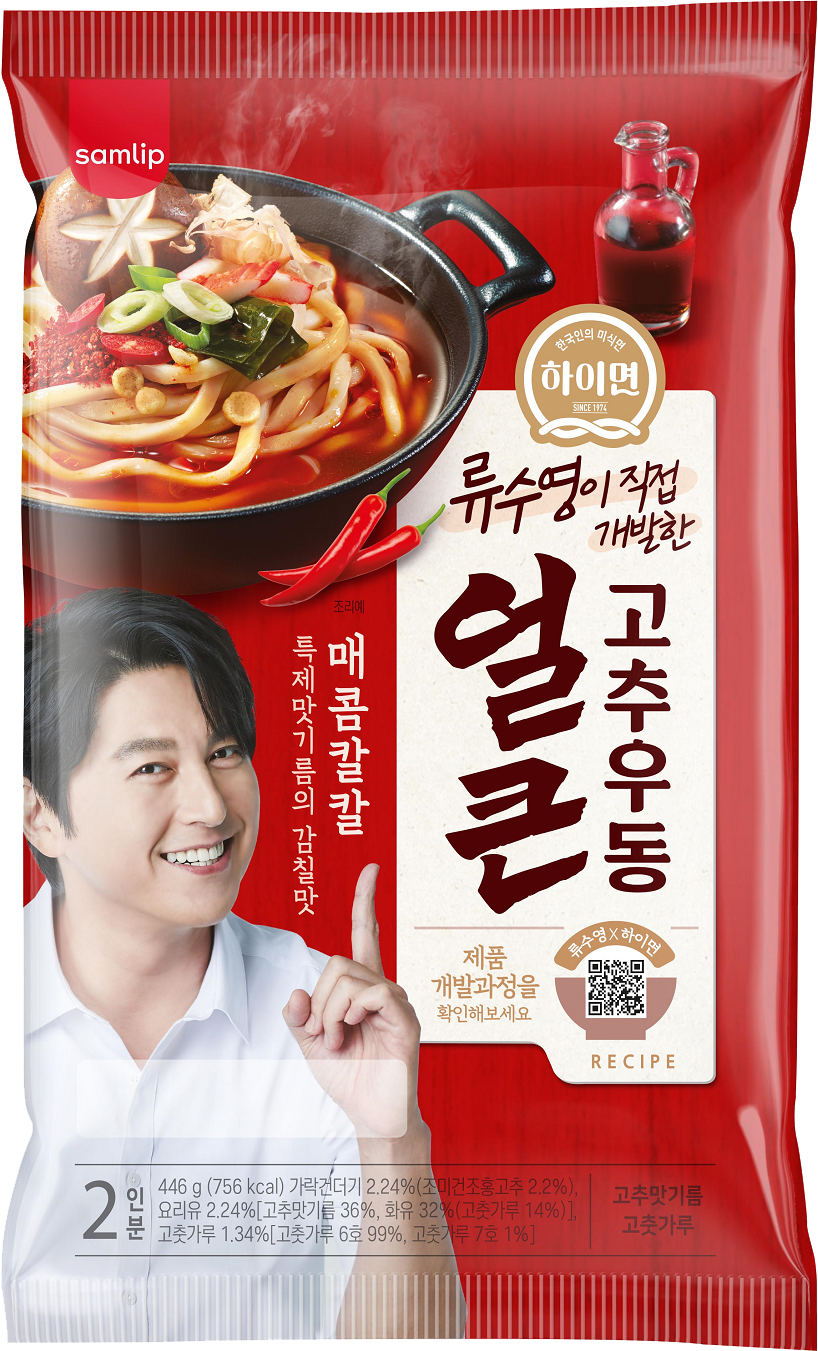 samlip
한국인의 미식면
하이면
SINCE 1974
류수영이 직접
개발한
얼큰
고추우동
조리예
매콤칼칼
특제맛기름의 감칠맛
류수영X하이면
제품
개발과정을
확인해보세요
RECIPE
2인분
446 g (756 kcal) 가락건더기 2.24%(조미건조홍고추 2.2%),
요리유 2.24%[고추맛기름 36%, 화유 32%(고춧가루 14%)],
고춧가루 1.34%[고춧가루 6호 99%, 고춧가루 7호 1%]
고추맛기름
고춧가루